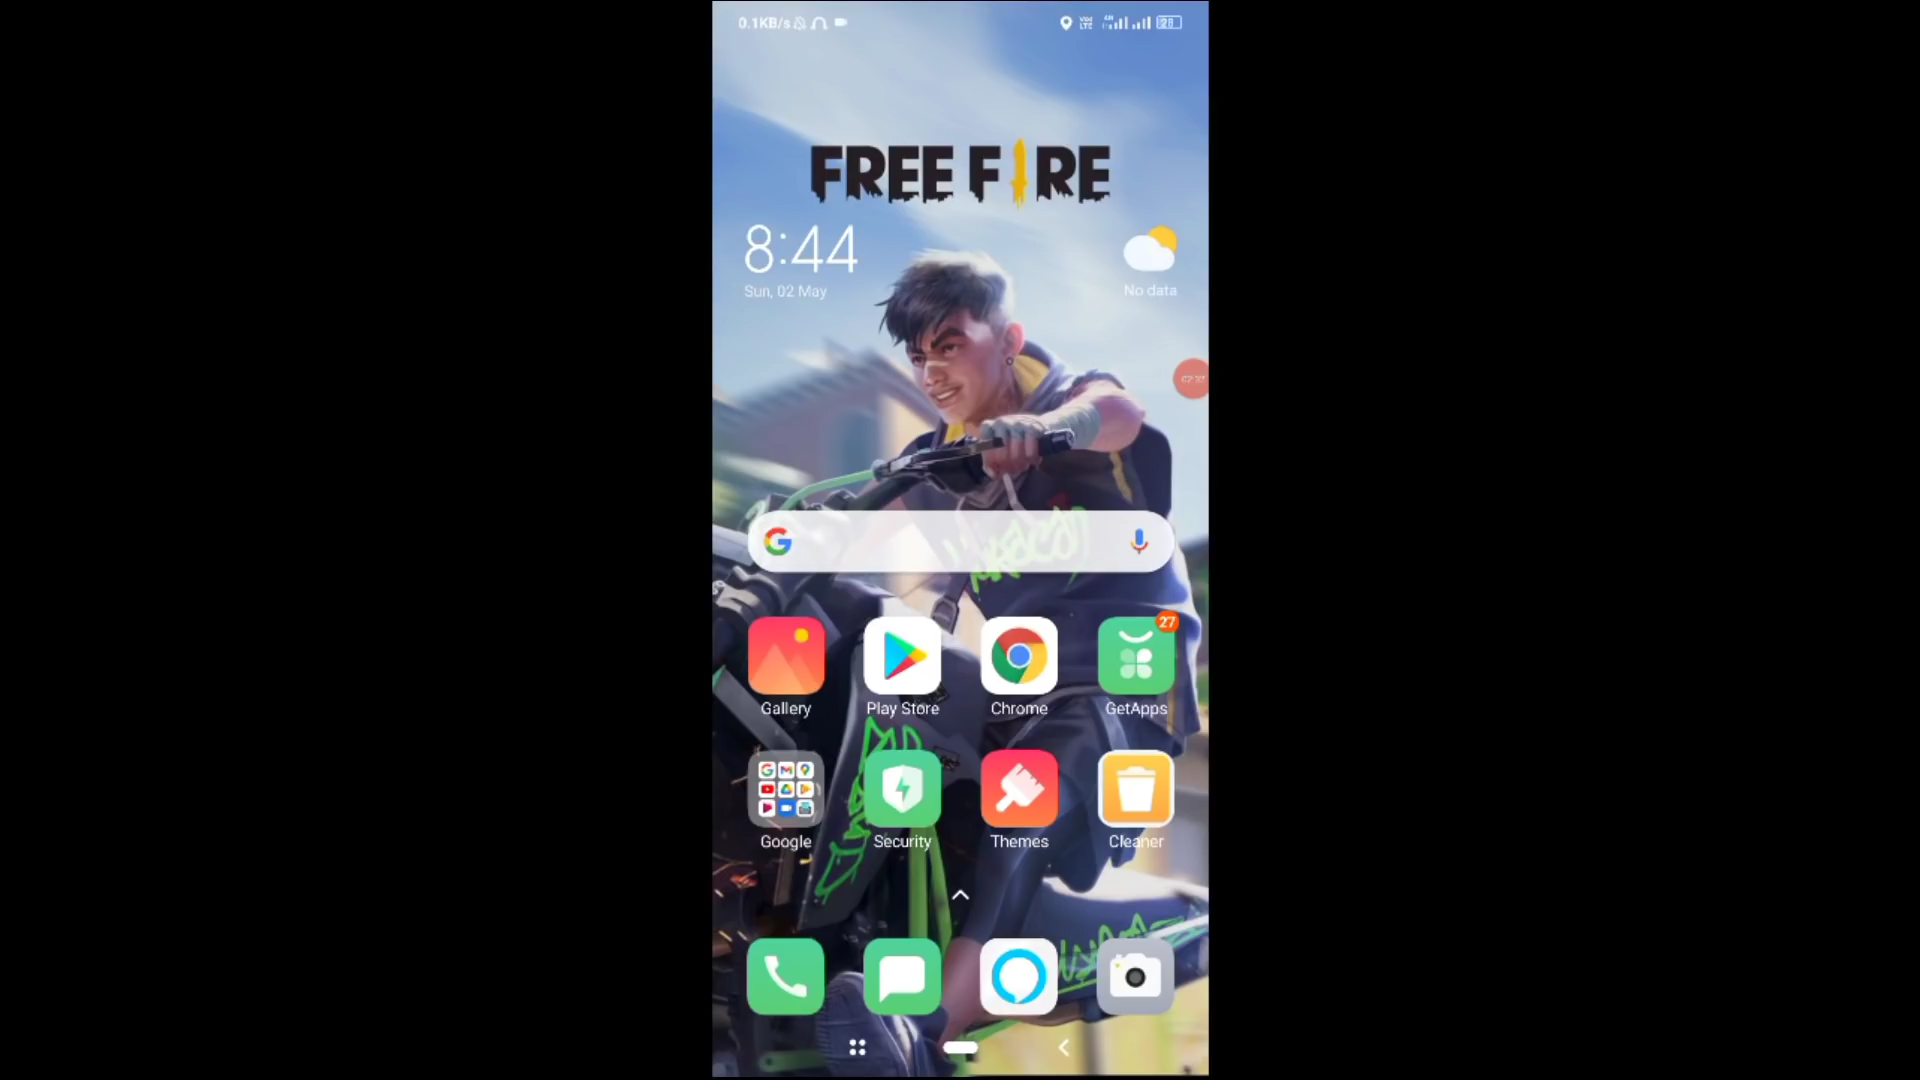 0.1KB/s
28
FREE FIRE
8:44
Sun, 02 May
No data
27
Gallery
Play Store
Chrome
GetApps
Google
Security
Themes
Cleaner